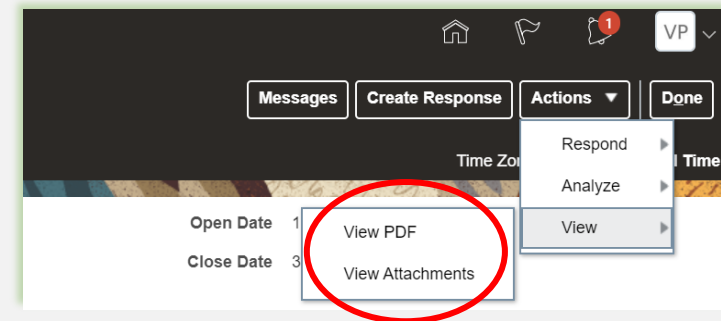 1
VP
Messages Create Response Actions Done
Time Time
Respond
Analyze
View
Open Date 1
Close Date 3
View PDF
View Attachments